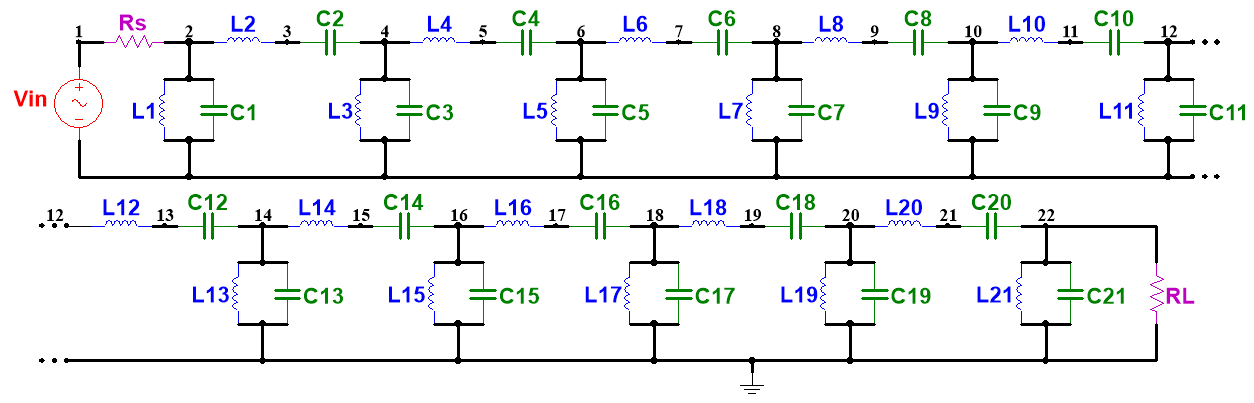 Rs L2 C2 L4 C4 L6 C6 L8 C8 L10 C10
1 2 3 4 5 6 7 8 9 10 11 12
Vin L1 C1 L3 C3 L5 C5 L7 C7 L9 C9 L11 C11
12 L12 13 C12 14 L14 15 C14 16 L16 17 C16 18 L18 19 C18 20 L20 21 C20 22
L13 C13 L15 C15 L17 C17 L19 C19 L21 C21 RL